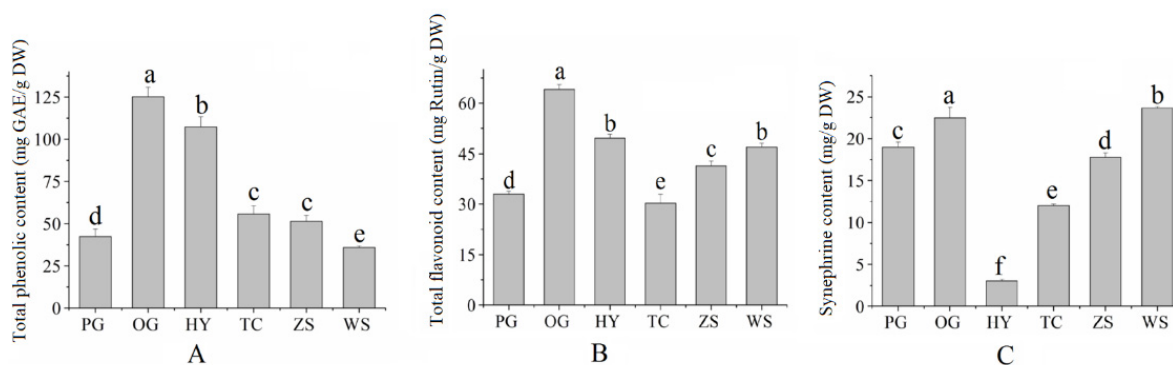 Total phenolic content (mg GAE/g DW)
125
100
75
50
25
0
d
a
b
c
c
e
PG OG HY TC ZS WS
A
Total flavonoid content (mg Rutin/g DW)
60
45
30
15
0
d
a
b
e
c
b
PG OG HY TC ZS WS
B
Synephrine content (mg/g DW)
25
20
15
10
5
0
c
a
f
e
d
b
PG OG HY TC ZS WS
C